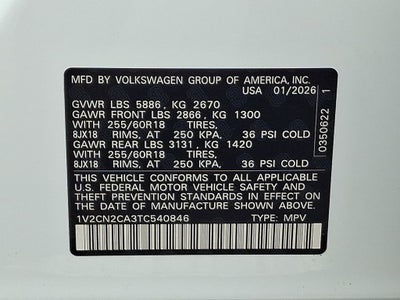 MFD BY VOLKSWAGEN GROUP OF AMERICA, INC.
USA 01/2026
GVWR LBS 5886, KG 2670
GAWR FRONT LBS 2866, KG 1300
WITH 255/60R18 TIRES,
8JX18 RIMS, AT 250 KPA, 36 PSI COLD
GAWR REAR LBS 3131, KG 1420
WITH 255/60R18 TIRES,
8JX18 RIMS, AT 250 KPA, 36 PSI COLD
THIS VEHICLE CONFORMS TO ALL APPLICABLE
U.S. FEDERAL MOTOR VEHICLE SAFETY AND
THEFT PREVENTION STANDARDS IN EFFECT ON
THE DATE OF MANUFACTURE SHOWN ABOVE.
1V2CN2CA3TC540846 TYPE: MPV
0350622 1